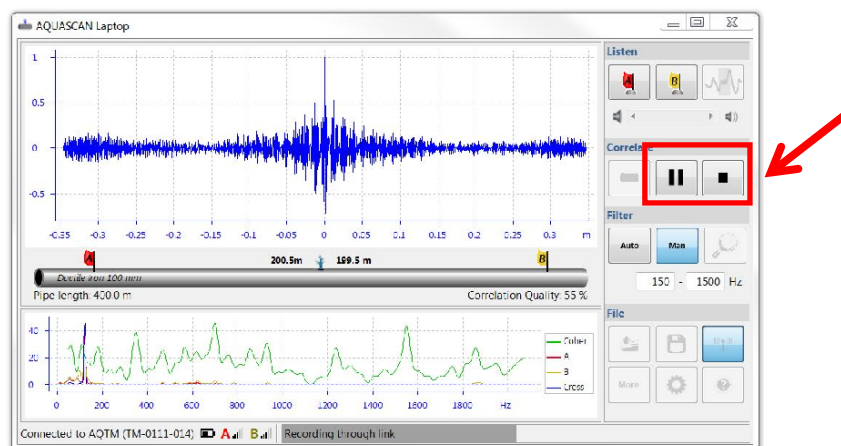 AQUASCAN Laptop
1
0.5
0
-0.5
-0.35 -0.3 -0.25 -0.2 -0.15 -0.1 -0.05 0 0.05 0.1 0.15 0.2 0.25 0.3 m
A 200.5m 199.5 m B
Ductile iron 100 mm
Pipe length: 400.0 m Correlation Quality: 55 %
40
20
0
0 200 400 600 800 1000 1200 1400 1600 1800 Hz
Coher
A
B
Cross
Connected to AQTM (TM-0111-014) A B Recording through link
Listen
A B
Correlate
Filter
Auto Man
150 - 1500 Hz
File
More ?